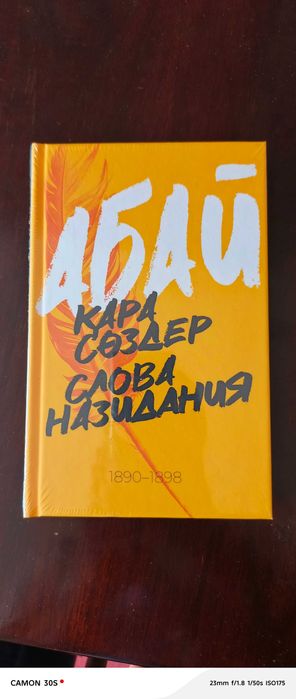 АБАЙ
ҚАРА
СӨЗДЕР
СЛОВА
НАЗИДАНИЯ
1890–1898
CAMON 30S
23mm f/1.8 1/50s ISO175